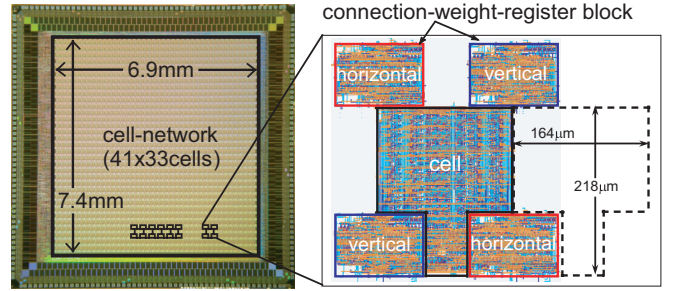 connection-weight-register block
6.9mm
cell-network
(41x33cells)
7.4mm
horizontal
vertical
cell
164μm
218μm
vertical
horizontal